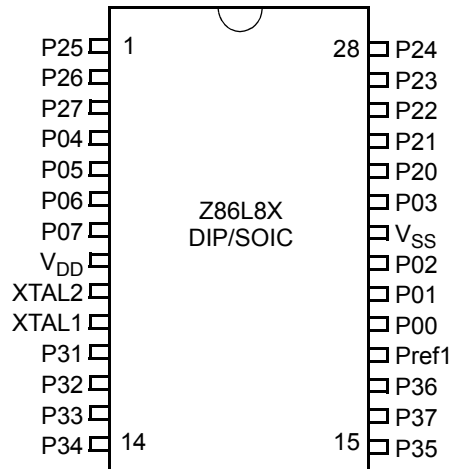 P25 1 28 P24
P26 P23
P27 P22
P04 P21
P05 P20
P06 P03
P07 Z86L8X VSS
VDD DIP/SOIC P02
XTAL2 P01
XTAL1 P00
P31 Pref1
P32 P36
P33 P37
P34 14 15 P35